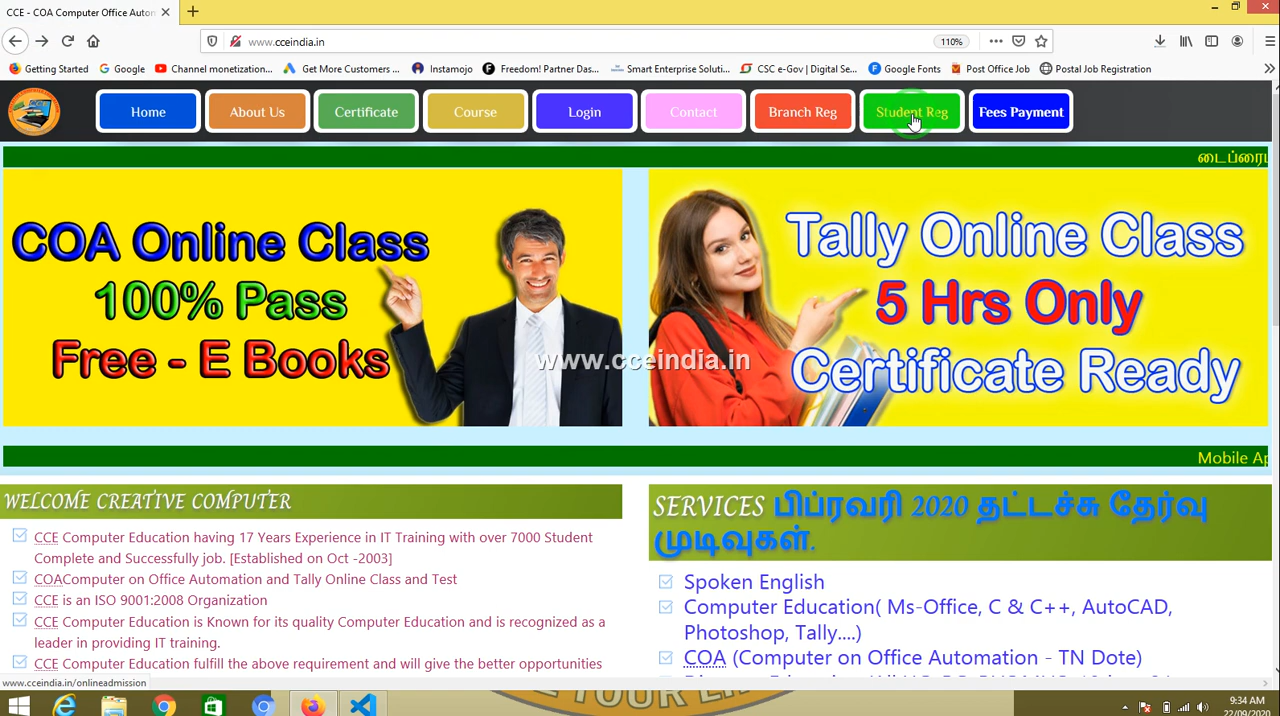 CCE - COA Computer Office Autom
www.cceindia.in
110%
Getting Started
Google
Channel monetization...
Get More Customers ...
Instamojo
Freedom! Partner Das...
Smart Enterprise Soluti...
CSC e-Gov | Digital Se...
Google Fonts
Post Office Job
Postal Job Registration
Home
About Us
Certificate
Course
Login
Contact
Branch Reg
Student Reg
Fees Payment
COA Online Class
100% Pass
Free - E Books
Tally Online Class
5 Hrs Only
Certificate Ready
www.cceindia.in
Mobile Ap
WELCOME CREATIVE COMPUTER
CCE Computer Education having 17 Years Experience in IT Training with over 7000 Student
Complete and Successfully job. [Established on Oct -2003]
COAComputer on Office Automation and Tally Online Class and Test
CCE is an ISO 9001:2008 Organization
CCE Computer Education is Known for its quality Computer Education and is recognized as a
leader in providing IT training.
CCE Computer Education fulfill the above requirement and will give the better opportunities
SERVICES பிப்ரவரி 2020 தட்டச்சு தேர்வு
முடிவுகள்.
Spoken English
Computer Education( Ms-Office, C & C++, AutoCAD,
Photoshop, Tally....)
COA (Computer on Office Automation - TN Dote)
www.cceindia.in/onlineadmission
9:34 AM
22/09/2020